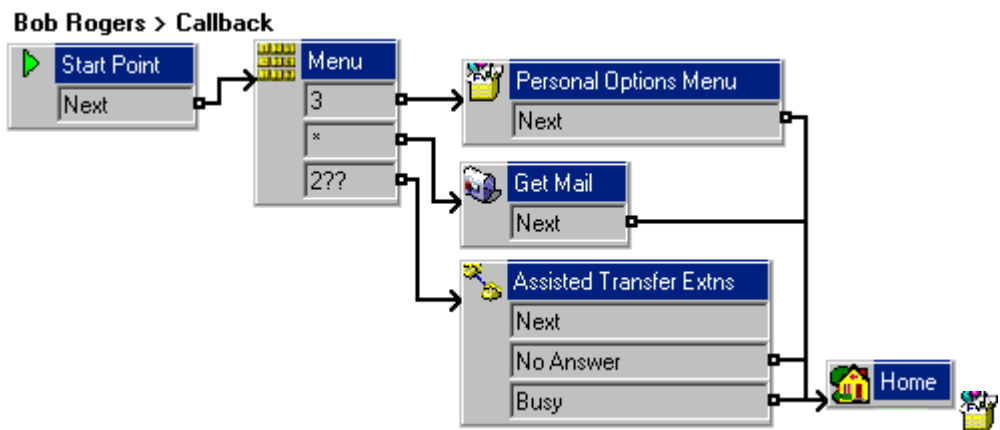 Bob Rogers > Callback
Start Point
Next
Menu
3
*
2??
Personal Options Menu
Next
Get Mail
Next
Assisted Transfer Extns
Next
No Answer
Busy
Home